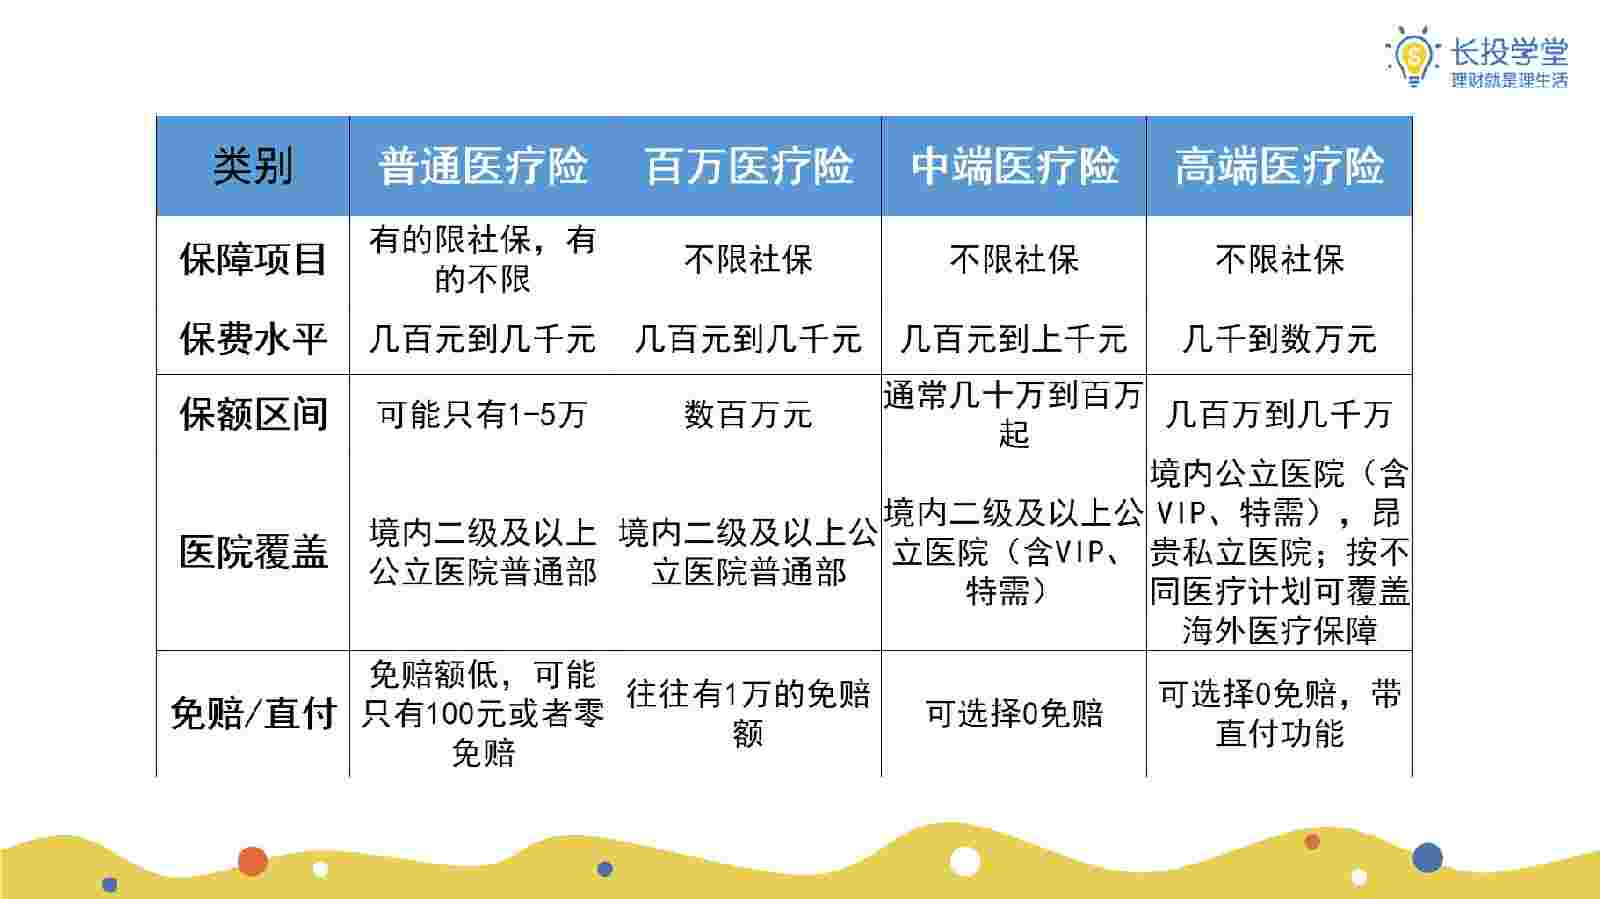 长投学堂
理财就是理生活
类别
普通医疗险
百万医疗险
中端医疗险
高端医疗险
保障项目
有的限社保，有
的不限
不限社保
不限社保
不限社保
保费水平
几百元到几千元
几百元到几千元
几百元到上千元
几千到数万元
保额区间
可能只有1-5万
数百万元
通常几十万到百万
起
几百万到几千万
医院覆盖
境内二级及以上
公立医院普通部
境内二级及以上公
立医院普通部
境内二级及以上公
立医院（含VIP、
特需）
境内公立医院（含
VIP、特需），昂
贵私立医院；按不
同医疗计划可覆盖
海外医疗保障
免赔/直付
免赔额低，可能
只有100元或者零
免赔
往往有1万的免赔
额
可选择0免赔
可选择0免赔，带
直付功能